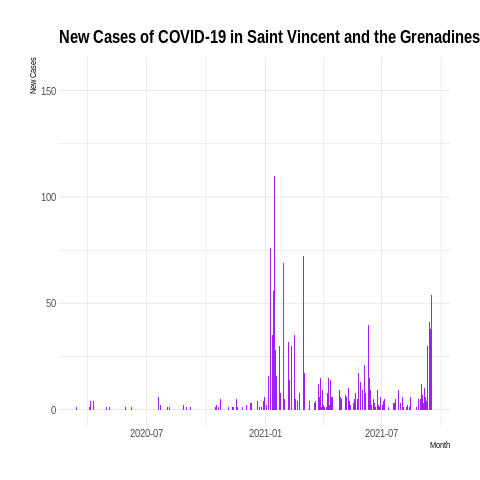 New Cases of COVID-19 in Saint Vincent and the Grenadines
New Cases
150
100
50
0
2020-07
2021-01
2021-07
Month